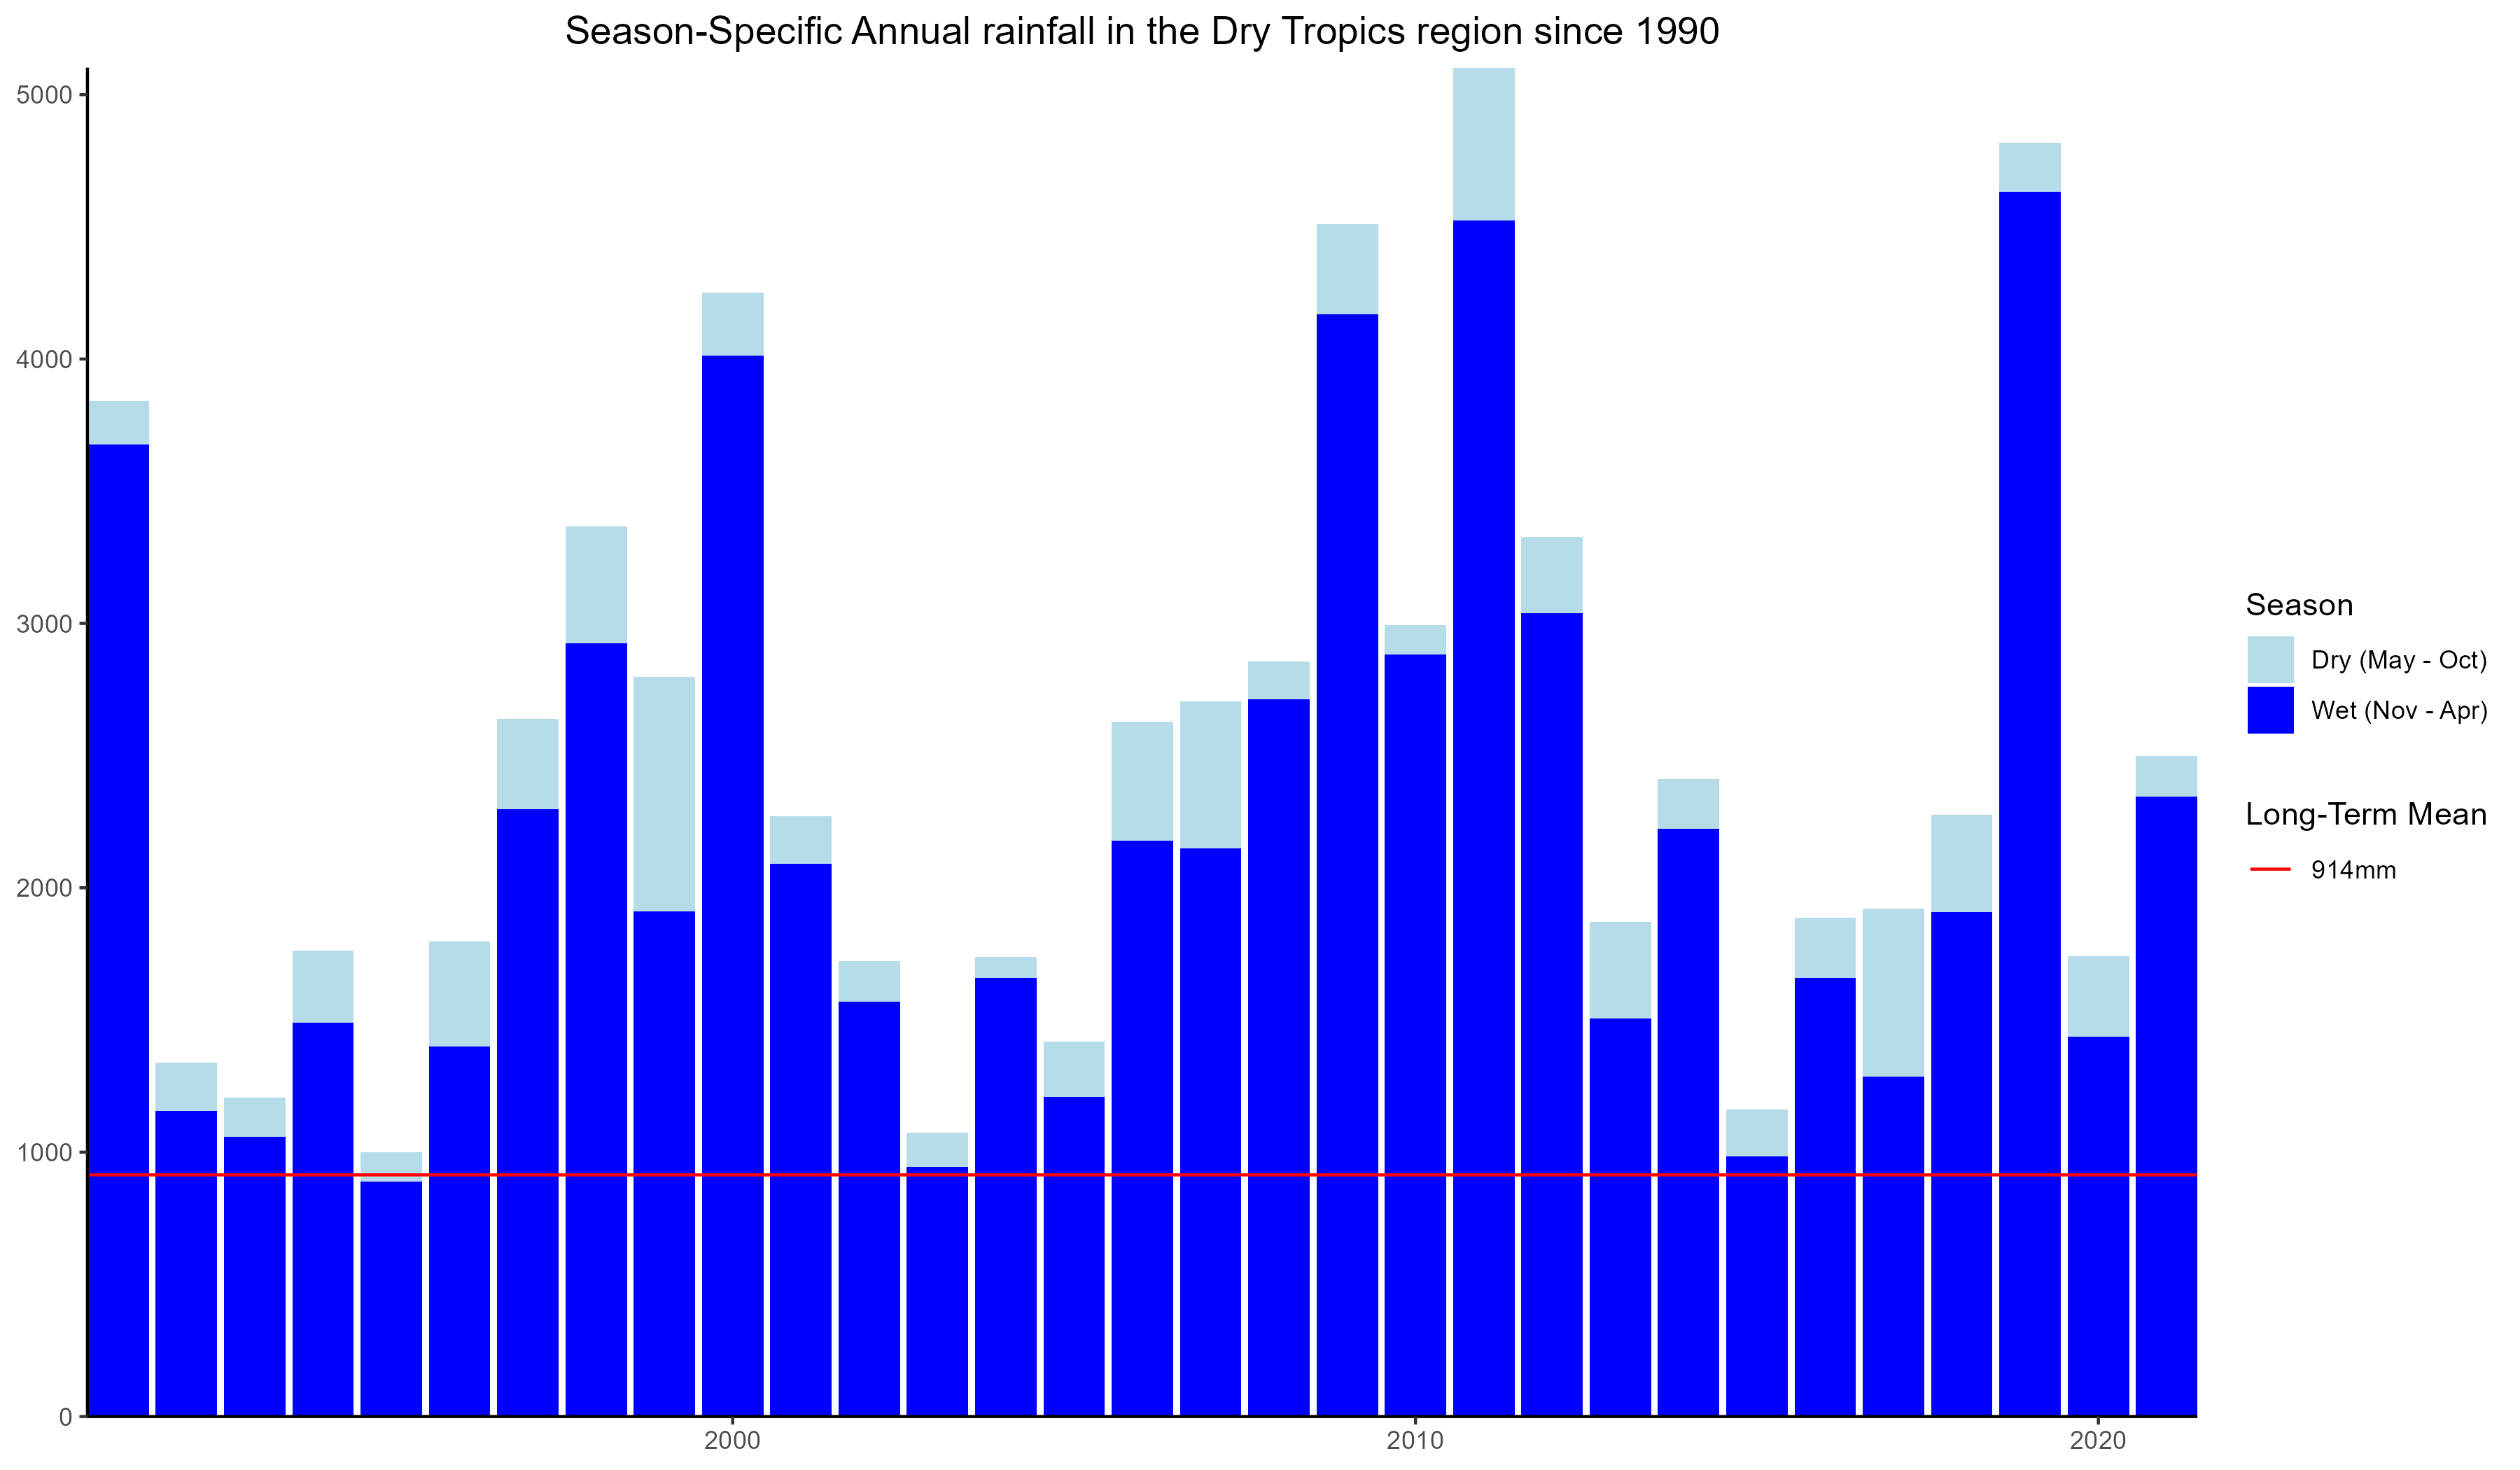 Season-Specific Annual rainfall in the Dry Tropics region since 1990
5000
4000
3000
2000
1000
0
2000
2010
2020
Season
Dry (May - Oct)
Wet (Nov - Apr)
Long-Term Mean
914mm